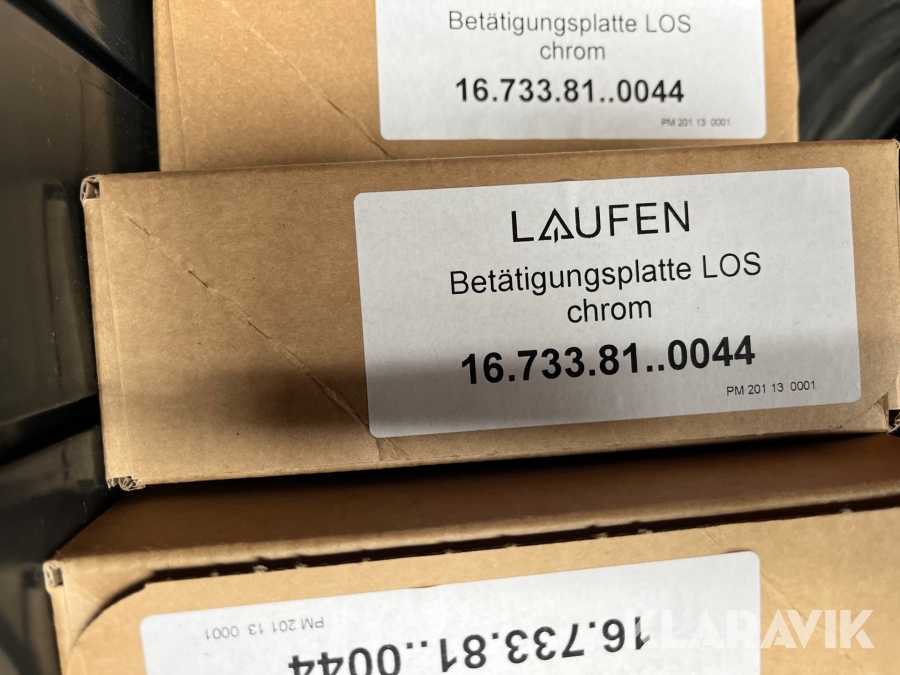 Betätigungsplatte LOS
chrom
16.733.81..0044
PM 201 13 0001
LAUFEN
Betätigungsplatte LOS
chrom
16.733.81..0044
PM 201 13 0001
16.733.81..0044
PM 201 13 0001
KLARAVIK